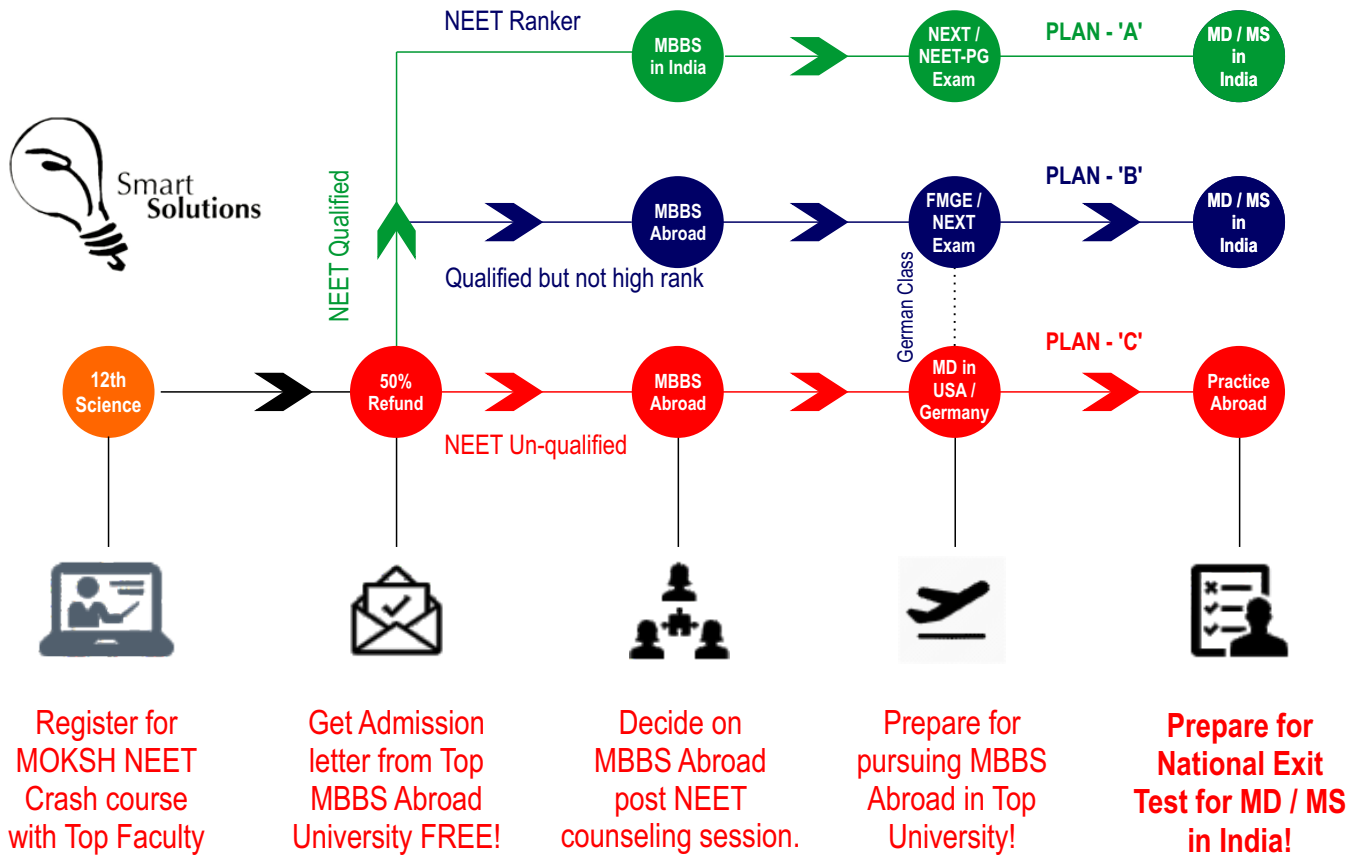 NEET Ranker
MBBS
in India
NEXT /
NEET-PG
Exam
PLAN - 'A'
MD / MS
in
India
Smart
Solutions
NEET Qualified
MBBS
Abroad
FMGE /
NEXT
Exam
PLAN - 'B'
MD / MS
in
India
Qualified but not high rank
German Class
12th
Science
50%
Refund
MBBS
Abroad
MD in
USA /
Germany
PLAN - 'C'
Practice
Abroad
NEET Un-qualified
Register for
MOKSH NEET
Crash course
with Top Faculty
Get Admission
letter from Top
MBBS Abroad
University FREE!
Decide on
MBBS Abroad
post NEET
counseling session.
Prepare for
pursuing MBBS
Abroad in Top
University!
Prepare for
National Exit
Test for MD / MS
in India!